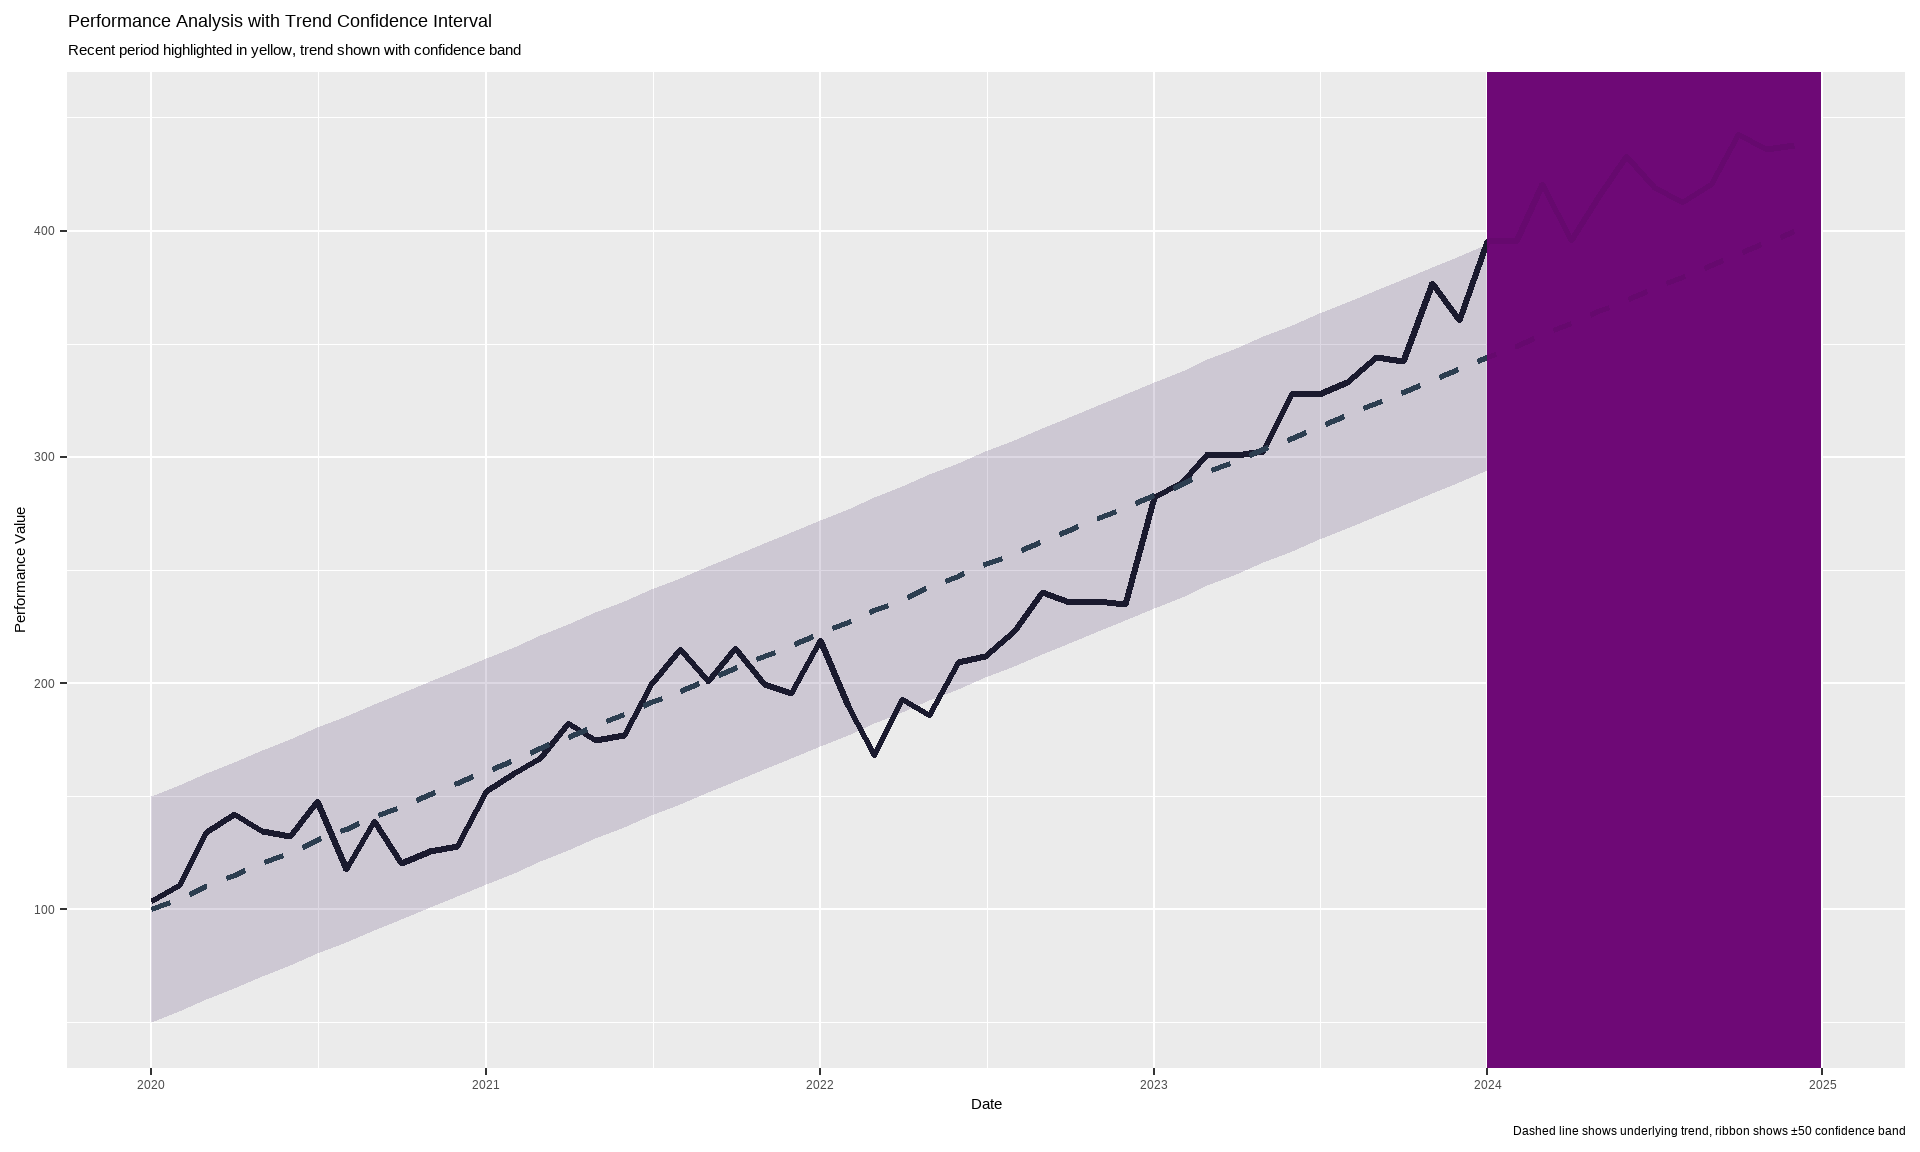 Performance Analysis with Trend Confidence Interval
Recent period highlighted in yellow, trend shown with confidence band
Performance Value
400
300
200
100
2020 2021 2022 2023 2024 2025
Date
Dashed line shows underlying trend, ribbon shows ±50 confidence band